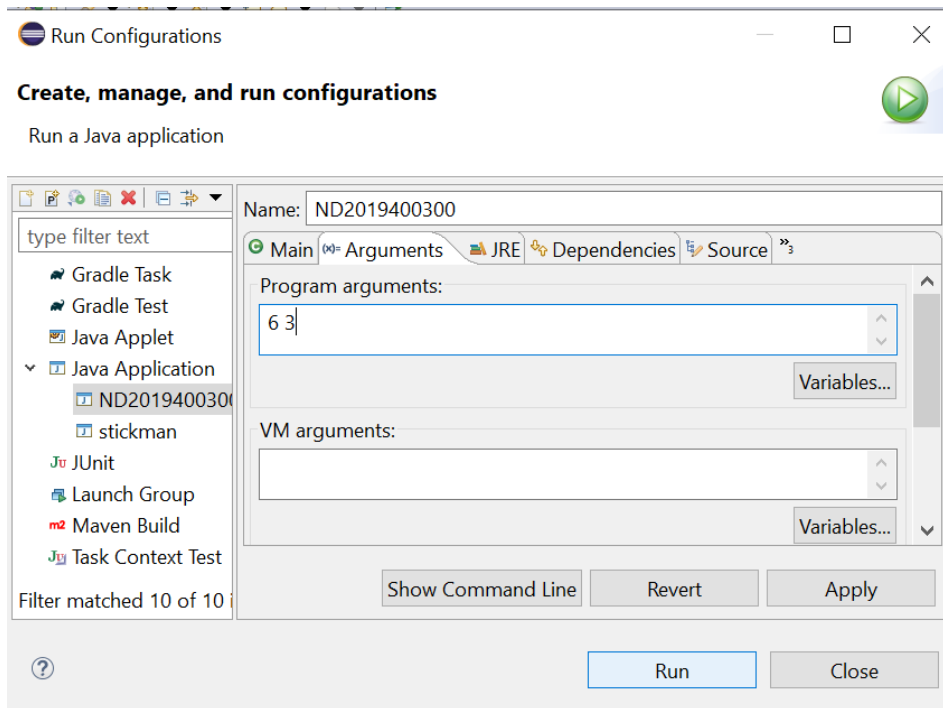 Run Configurations
Create, manage, and run configurations
Run a Java application
type filter text
Gradle Task
Gradle Test
Java Applet
Java Application
ND2019400300
stickman
JUnit
Launch Group
Maven Build
Task Context Test
Filter matched 10 of 10 i
Name: ND2019400300
Main (x)= Arguments JRE Dependencies Source »3
Program arguments:
6 3
Variables...
VM arguments:
Variables...
Show Command Line Revert Apply
Run Close